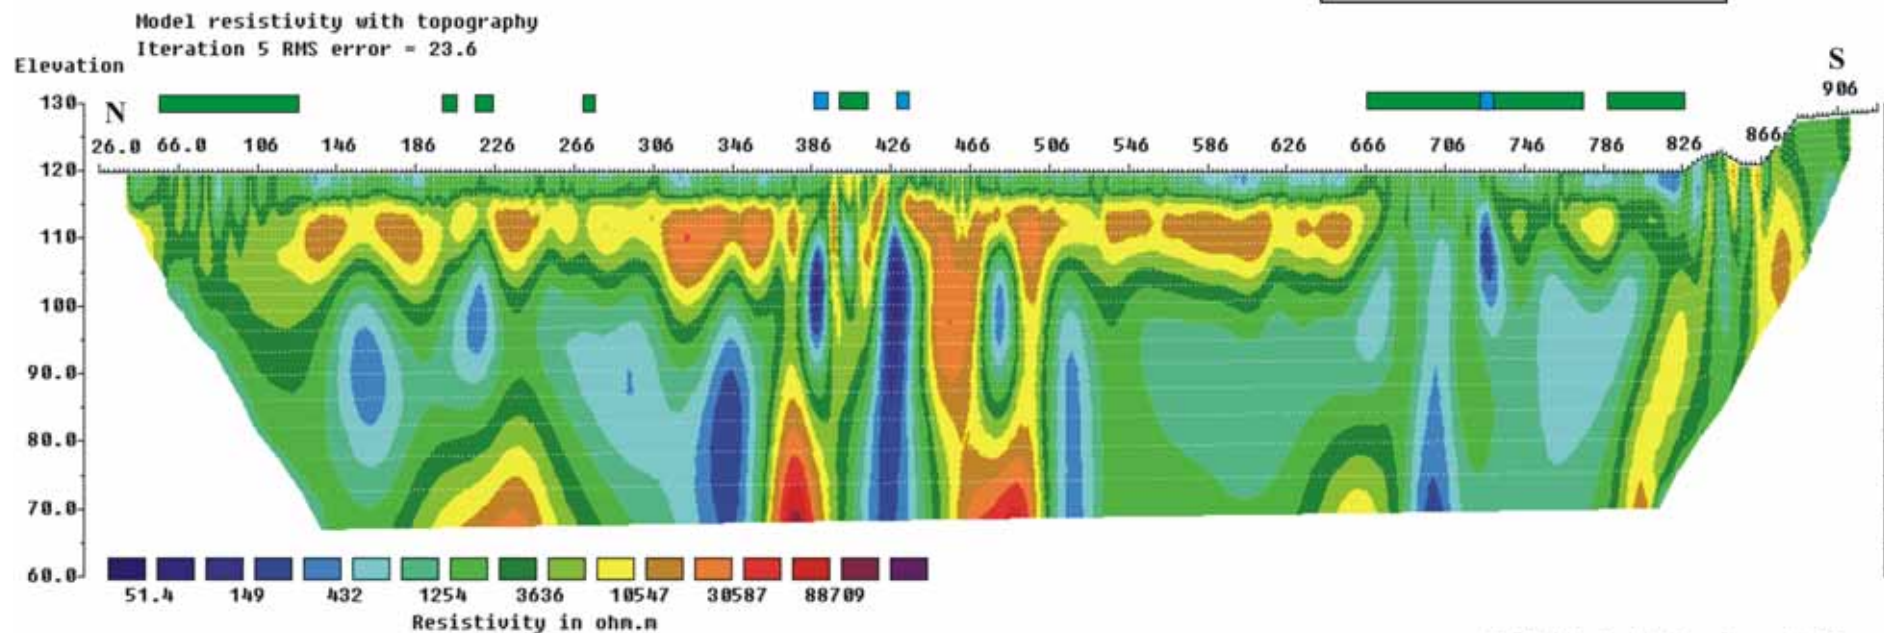 Model resistivity with topography
Iteration 5 RMS error = 23.6
Elevation
S
906
130
N
26.0 66.0 106 146 186 226 266 306 346 386 426 466 506 546 586 626 666 706 746 786 826 866
120
110
100
90.0
80.0
70.0
60.0
51.4 149 432 1254 3636 10547 30587 88709
Resistivity in ohm.m